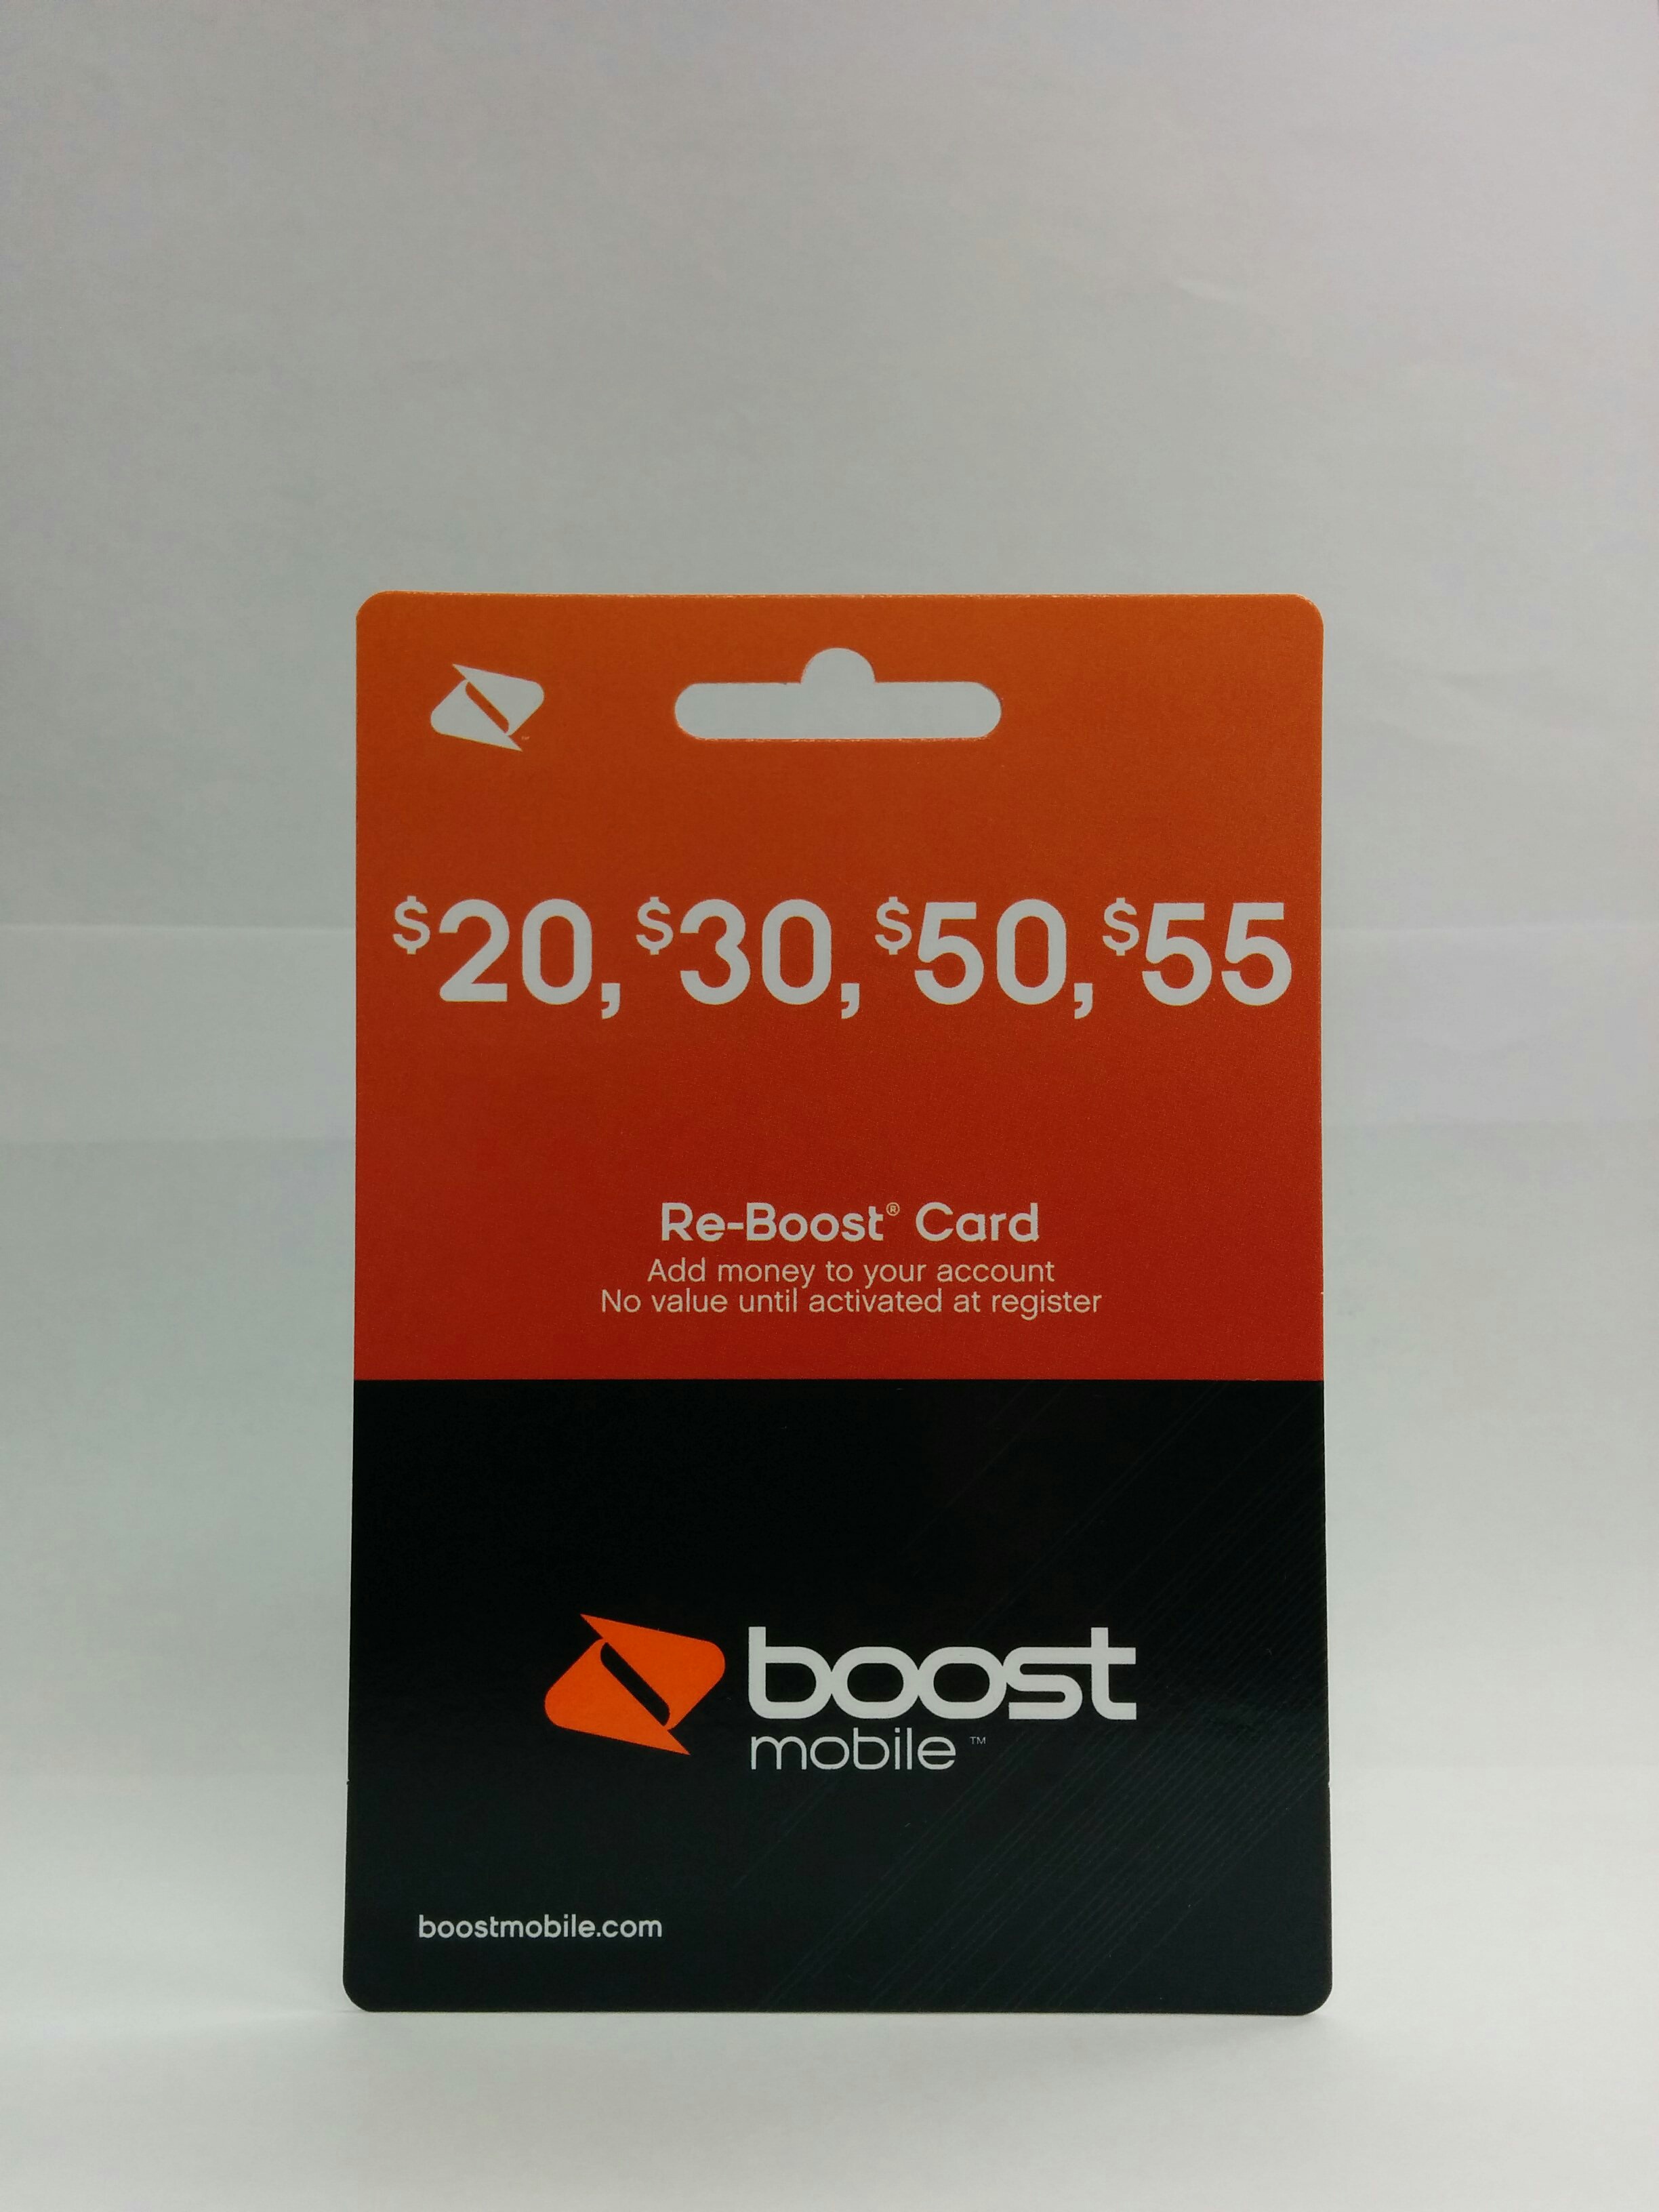 $20, $30, $50, $55
Re-Boost® Card
Add money to your account
No value until activated at register
boost
mobile™
boostmobile.com